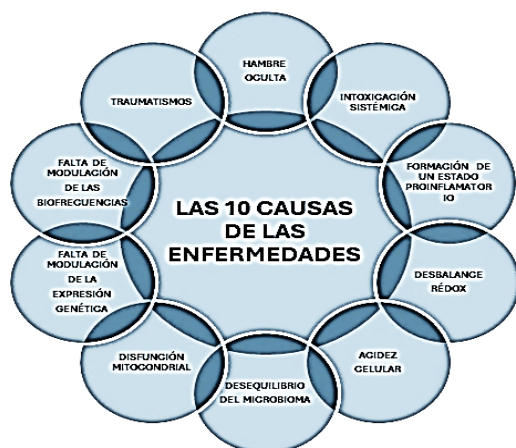 LAS 10 CAUSAS
DE LAS
ENFERMEDADES
HAMBRE
OCULTA
INTOXICACIÓN
SISTÉMICA
FORMACIÓN DE
UN ESTADO
PROINFLAMATOR
IO
DESBALANCE
RÉDOX
ACIDEZ
CELULAR
DESEQUILIBRIO
DEL MICROBIOMA
DISFUNCIÓN
MITOCONDRIAL
FALTA DE
MODULACIÓN
DE LA
EXPRESIÓN
GENÉTICA
FALTA DE
MODULACIÓN
DE LAS
BIOFRECUENCIAS
TRAUMATISMOS